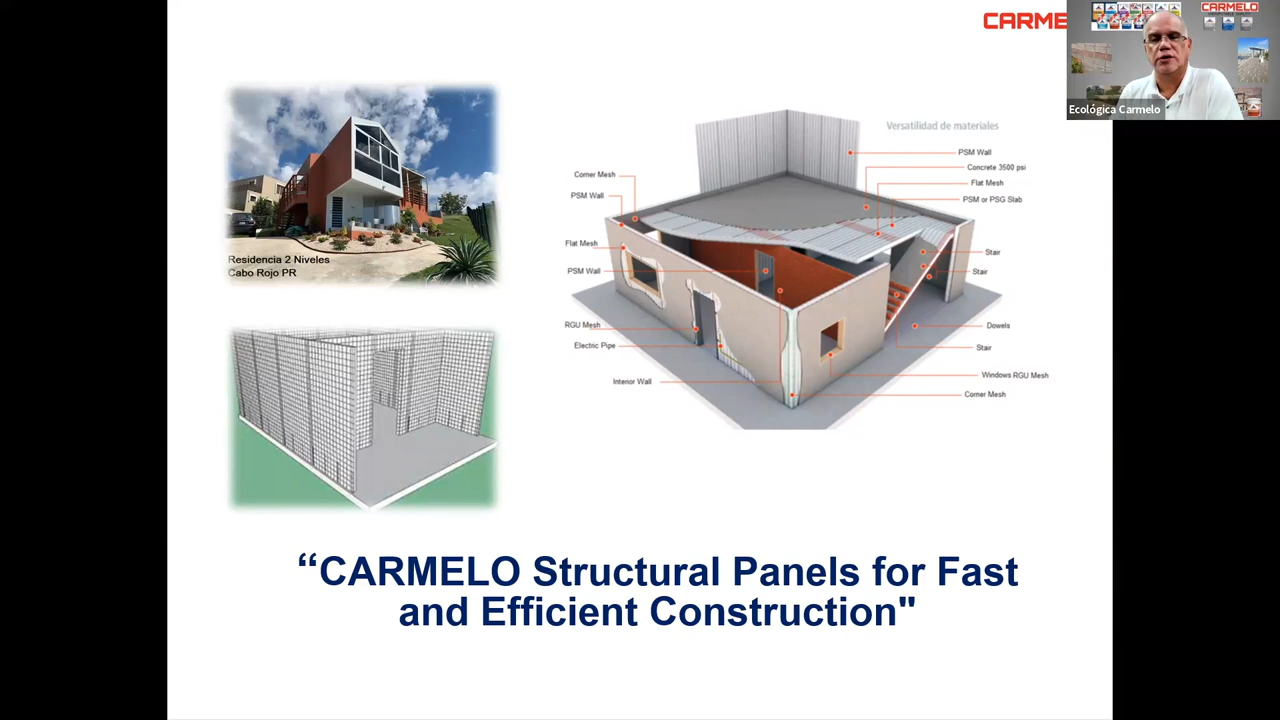 CARME
CARMELO
Ecológica Carmelo
Residencia 2 Niveles
Cabo Rojo PR
Versatilidad de materiales
Corner Mesh
PSM Wall
Flat Mesh
PSM Wall
RGU Mesh
Electric Pipe
Interior Wall
PSM Wall
Concrete 3500 psi
Flat Mesh
PSM or PSG Slab
Stair
Stair
Dowels
Stair
Windows RGU Mesh
Corner Mesh
“CARMELO Structural Panels for Fast
and Efficient Construction"